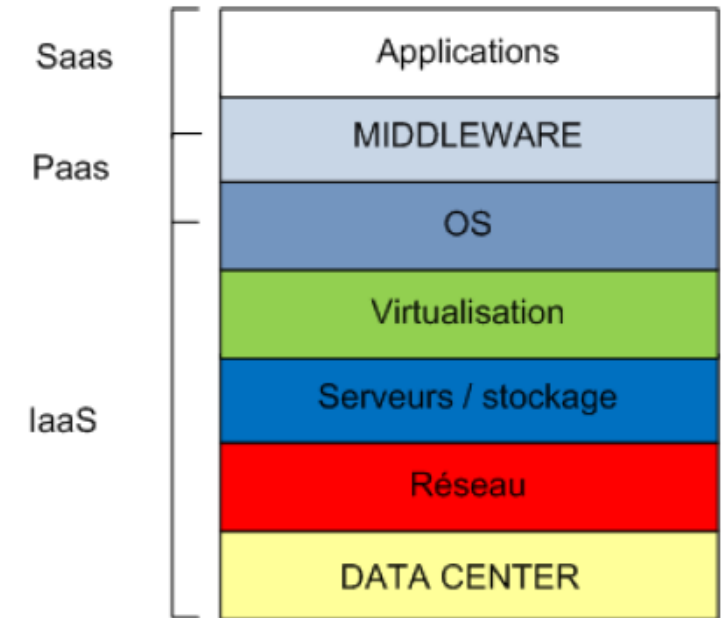 Saas
Applications
MIDDLEWARE
Paas
OS
Virtualisation
Serveurs / stockage
IaaS
Réseau
DATA CENTER